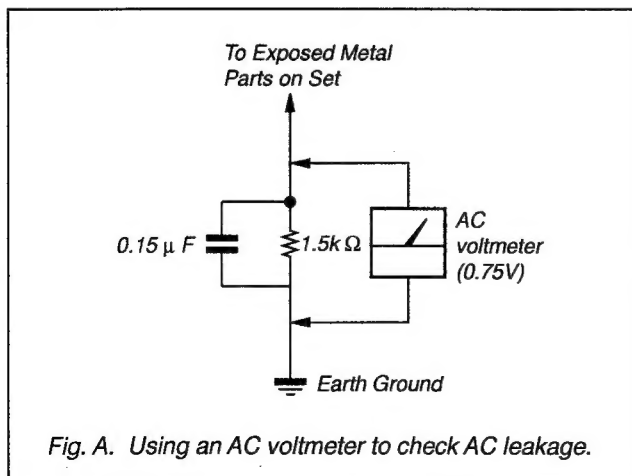 To Exposed Metal
Parts on Set
0.15 μ F
1.5k Ω
AC
voltmeter
(0.75V)
Earth Ground
Fig. A. Using an AC voltmeter to check AC leakage.